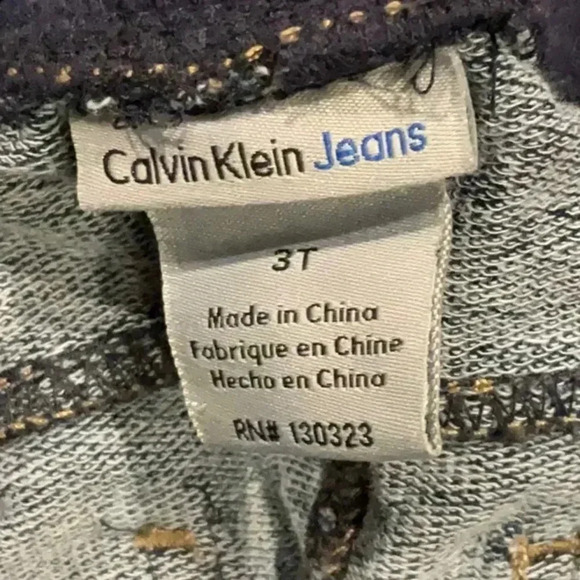 Calvin Klein Jeans
3T
Made in China
Fabrique en Chine
Hecho en China
RN# 130323